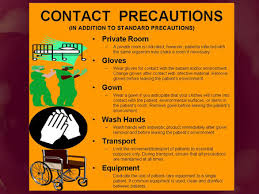 CONTACT PRECAUTIONS
(IN ADDITION TO STANDARD PRECAUTIONS)
• Private Room
– A private room is indicated; however, patients infected with
the same organism may share a room if necessary.
• Gloves
– Wear gloves for contact with the patient and/or environment.
Change gloves after contact with infective material. Remove
gloves before leaving the patient's environment.
• Gown
– Wear a gown if you anticipate that your clothes will have
contact with the patient, environmental surfaces, or items in
the patient's room. Remove gown before leaving the patient's
environment.
• Wash Hands
– Wash hands with antiseptic product immediately after glove
removal and before leaving the patient's environment.
• Transport
– Limit the movement/transport of patients to essential
purposes only. During transport, ensure that all precautions
are maintained at all times.
• Equipment
– Dedicate the use of patient care equipment to a single
patient. If common equipment is used, clean and disinfect
between patients.